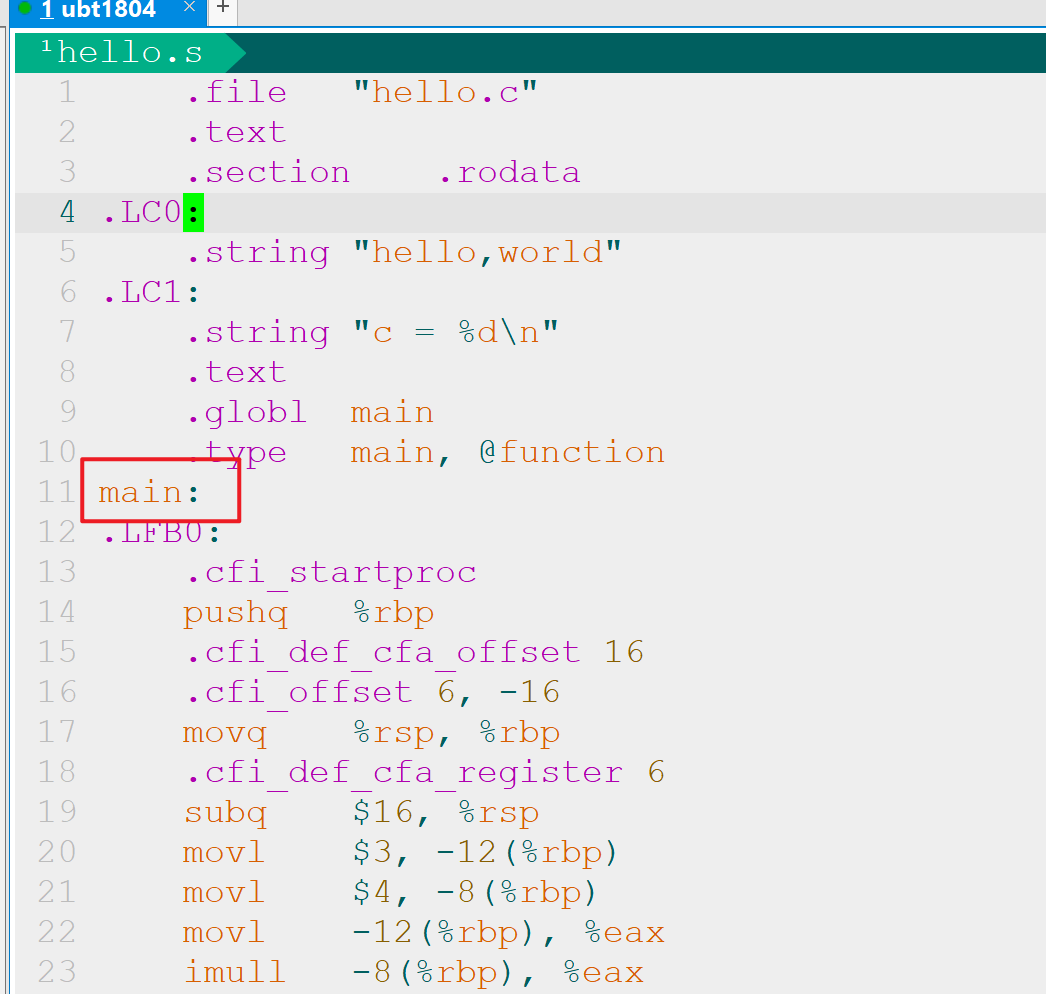 1 ubt1804 × +
¹hello.s
1 .file "hello.c"
2 .text
3 .section .rodata
4 .LC0:
5 .string "hello,world"
6 .LC1:
7 .string "c = %d\n"
8 .text
9 .globl main
10 .type main, @function
11 main:
12 .LFB0:
13 .cfi_startproc
14 pushq %rbp
15 .cfi_def_cfa_offset 16
16 .cfi_offset 6, -16
17 movq %rsp, %rbp
18 .cfi_def_cfa_register 6
19 subq $16, %rsp
20 movl $3, -12(%rbp)
21 movl $4, -8(%rbp)
22 movl -12(%rbp), %eax
23 imull -8(%rbp), %eax